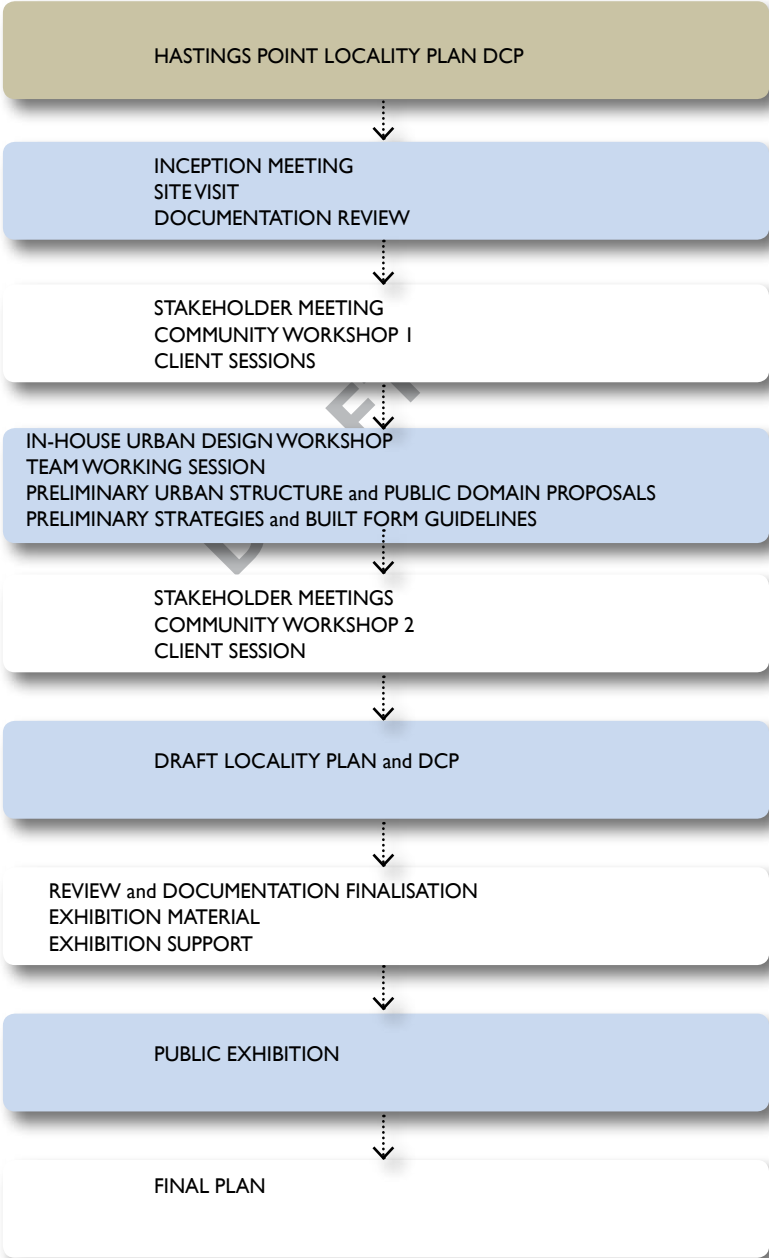 HASTINGS POINT LOCALITY PLAN DCP
INCEPTION MEETING
SITE VISIT
DOCUMENTATION REVIEW
STAKEHOLDER MEETING
COMMUNITY WORKSHOP 1
CLIENT SESSIONS
IN-HOUSE URBAN DESIGN WORKSHOP
TEAM WORKING SESSION
PRELIMINARY URBAN STRUCTURE and PUBLIC DOMAIN PROPOSALS
PRELIMINARY STRATEGIES and BUILT FORM GUIDELINES
STAKEHOLDER MEETINGS
COMMUNITY WORKSHOP 2
CLIENT SESSION
DRAFT LOCALITY PLAN and DCP
REVIEW and DOCUMENTATION FINALISATION
EXHIBITION MATERIAL
EXHIBITION SUPPORT
PUBLIC EXHIBITION
FINAL PLAN